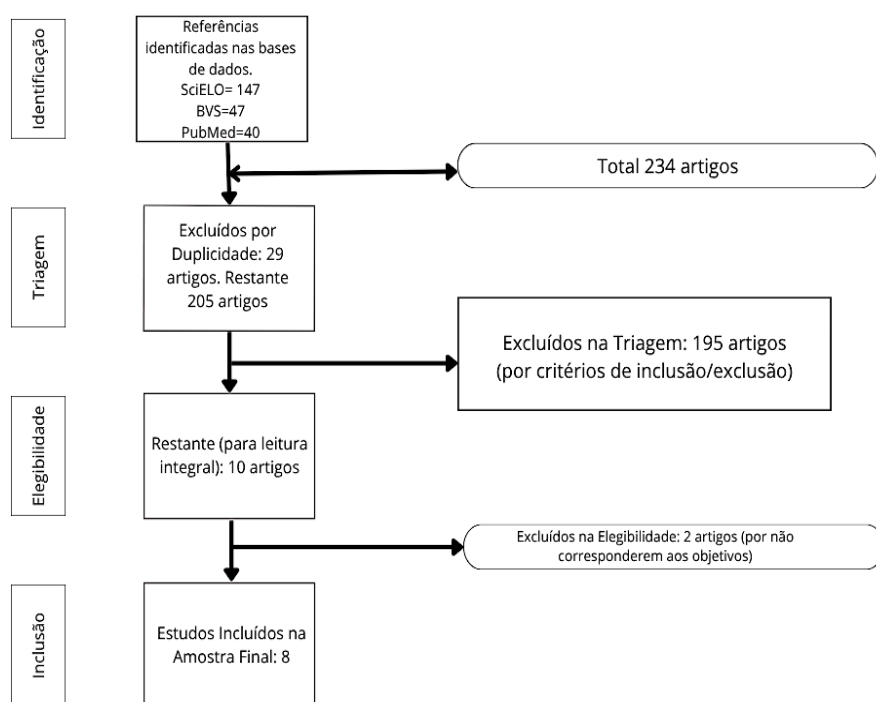 Identificação
Referências
identificadas nas bases
de dados.
SciELO= 147
BVS=47
PubMed=40
Total 234 artigos
Triagem
Excluídos por
Duplicidade: 29
artigos. Restante
205 artigos
Excluídos na Triagem: 195 artigos
(por critérios de inclusão/exclusão)
Elegibilidade
Restante (para leitura
integral): 10 artigos
Excluídos na Elegibilidade: 2 artigos (por não
corresponderem aos objetivos)
Inclusão
Estudos Incluídos na
Amostra Final: 8